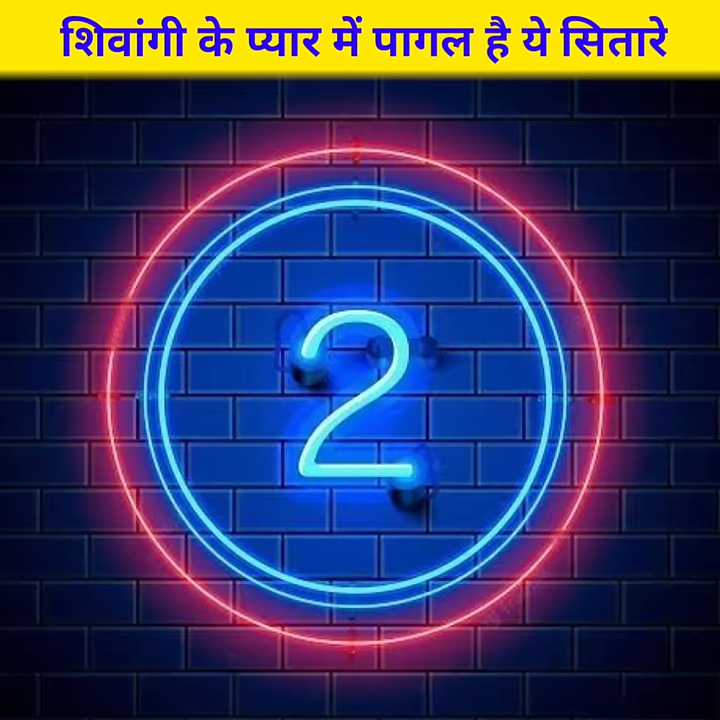 शिवांगी के प्यार में पागल है ये सितारे
2